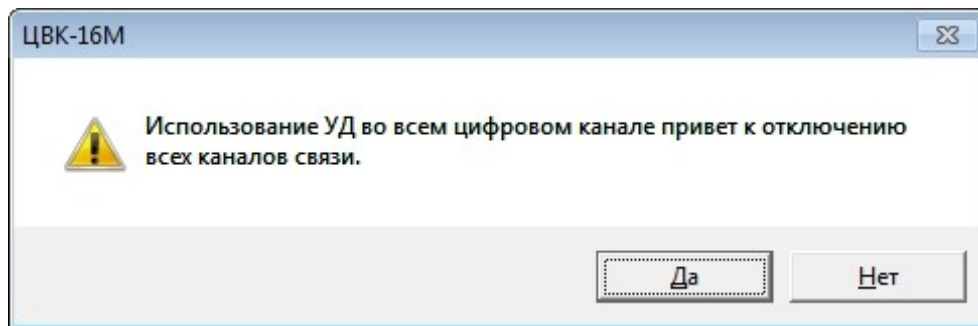 ЦВК-16М
Использование УД во всем цифровом канале привет к отключению
всех каналов связи.
Да
Нет